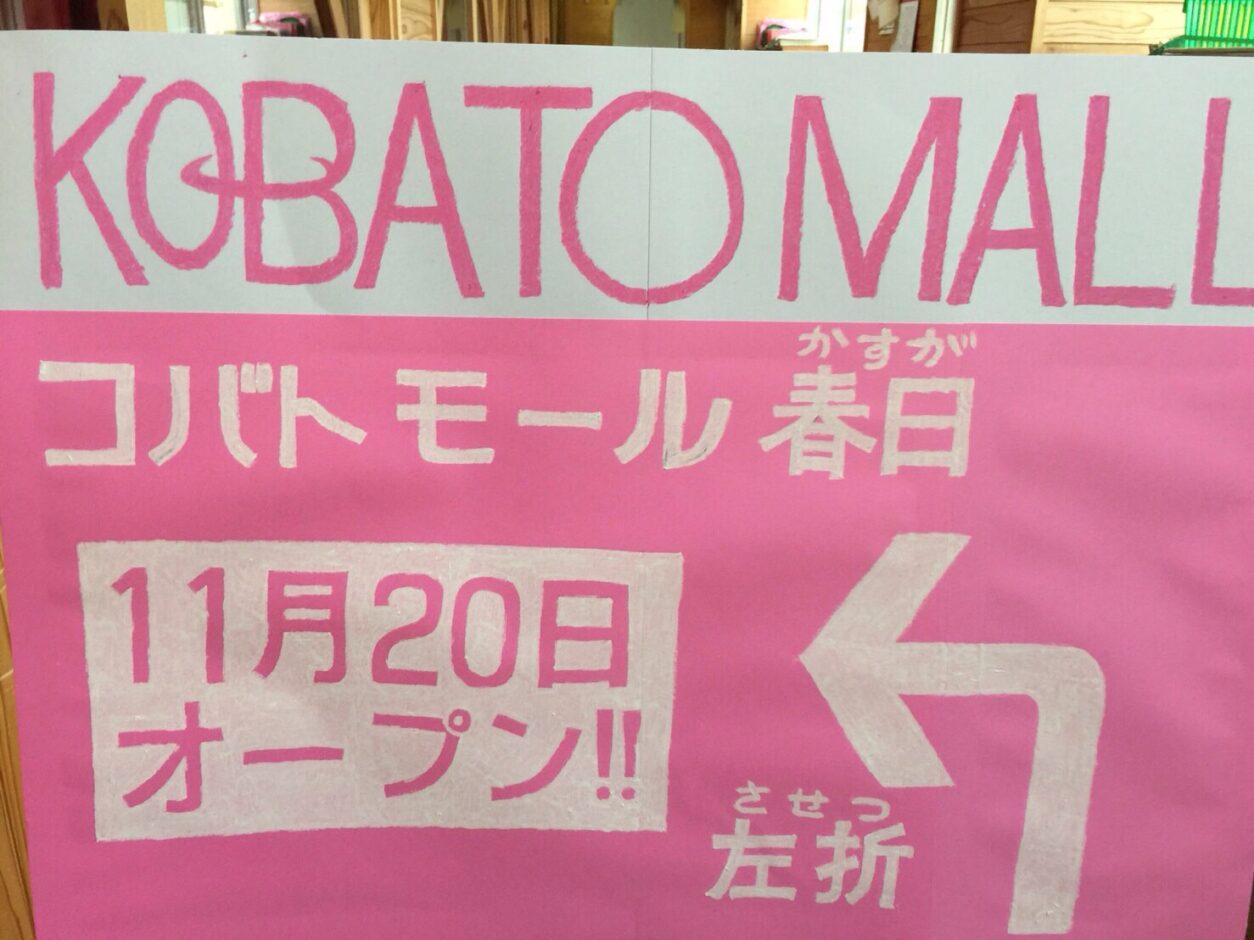 KOBATO MALL
かすが
コバトモール 春日
11月20日
オープン!!
させつ
左折